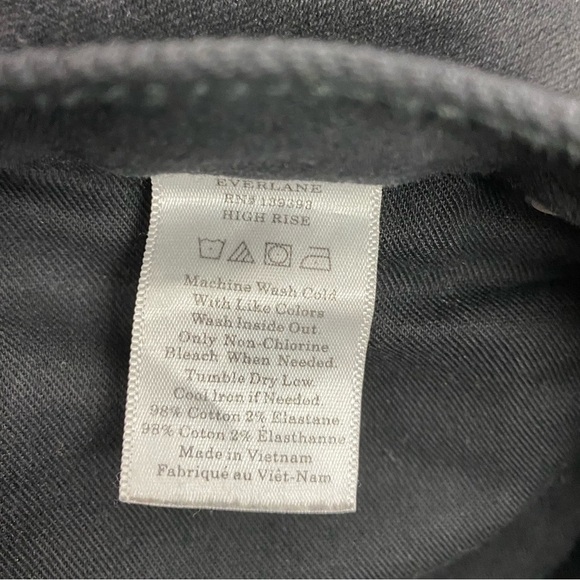 EVERLANE
RN# 139393
HIGH RISE
Machine Wash Cold
With Like Colors
Wash Inside Out
Only Non-Chlorine
Bleach When Needed.
Tumble Dry Low
Cool Iron if Needed
98% Cotton 2% Elastane
98% Coton 2% Élasthanne
Made in Vietnam
Fabriqué au Viêt-Nam